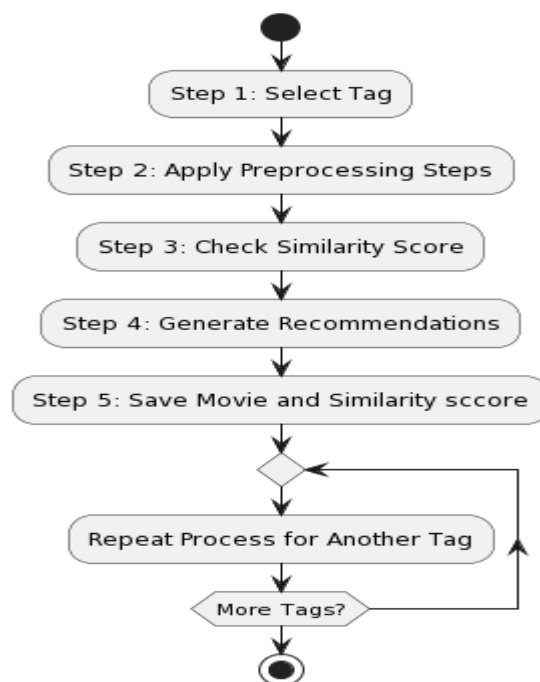 Step 1: Select Tag
Step 2: Apply Preprocessing Steps
Step 3: Check Similarity Score
Step 4: Generate Recommendations
Step 5: Save Movie and Similarity sccore
Repeat Process for Another Tag
More Tags?